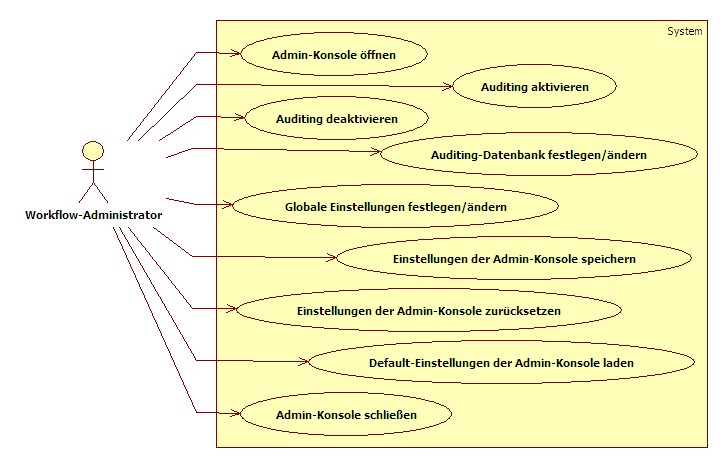 System
Admin-Konsole öffnen
Auditing aktivieren
Auditing deaktivieren
Auditing-Datenbank festlegen/ändern
Workflow-Administrator
Globale Einstellungen festlegen/ändern
Einstellungen der Admin-Konsole speichern
Einstellungen der Admin-Konsole zurücksetzen
Default-Einstellungen der Admin-Konsole laden
Admin-Konsole schließen